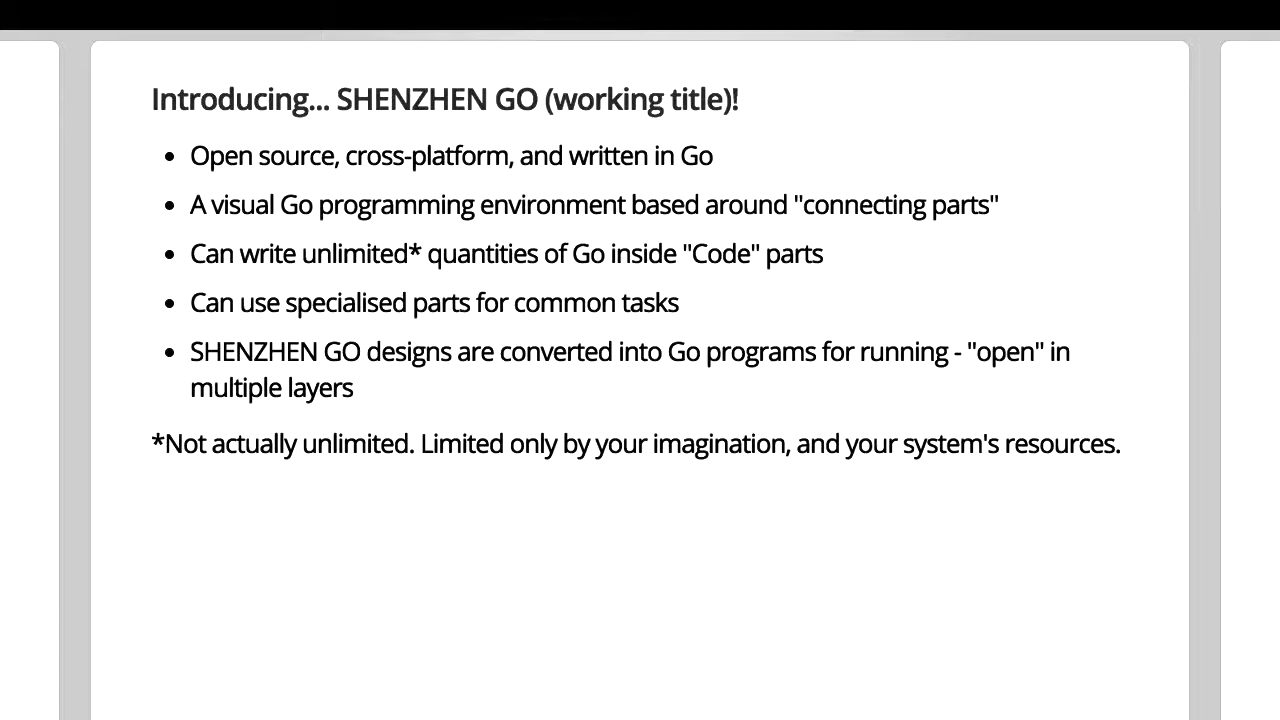 Introducing... SHENZHEN GO (working title)!
• Open source, cross-platform, and written in Go
• A visual Go programming environment based around "connecting parts"
• Can write unlimited* quantities of Go inside "Code" parts
• Can use specialised parts for common tasks
• SHENZHEN GO designs are converted into Go programs for running - "open" in
multiple layers
*Not actually unlimited. Limited only by your imagination, and your system's resources.